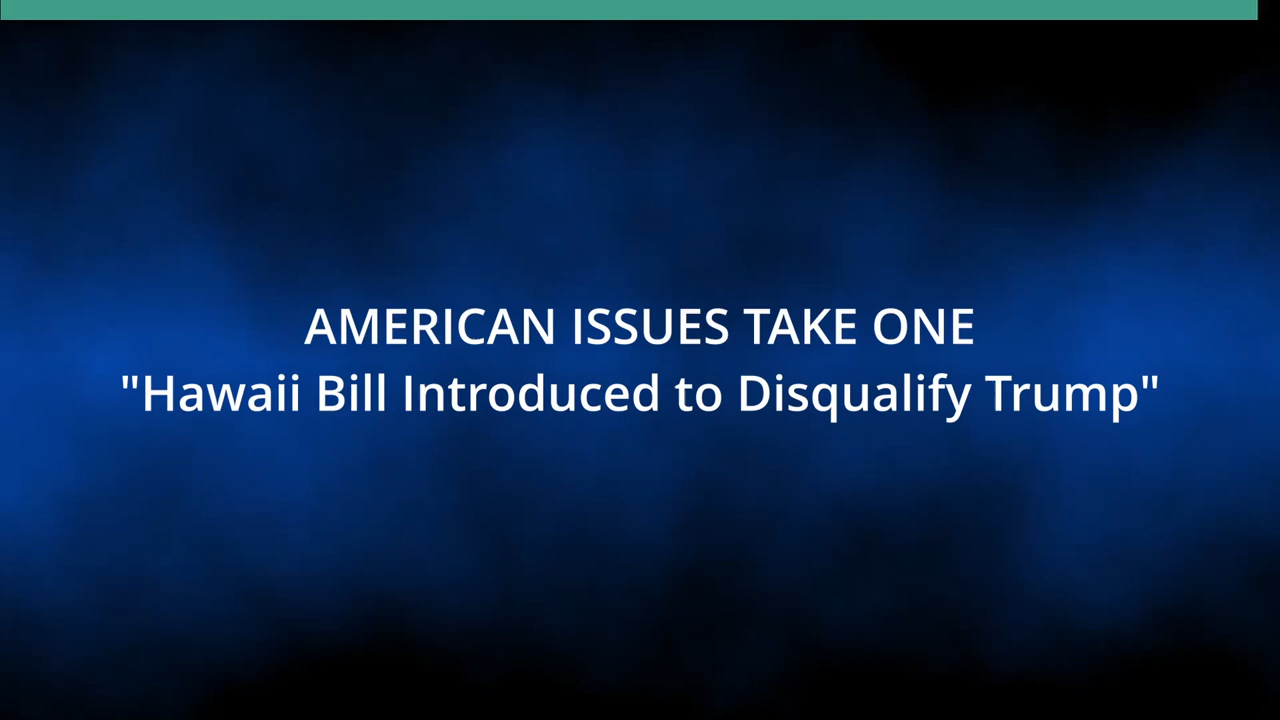 AMERICAN ISSUES TAKE ONE
"Hawaii Bill Introduced to Disqualify Trump"